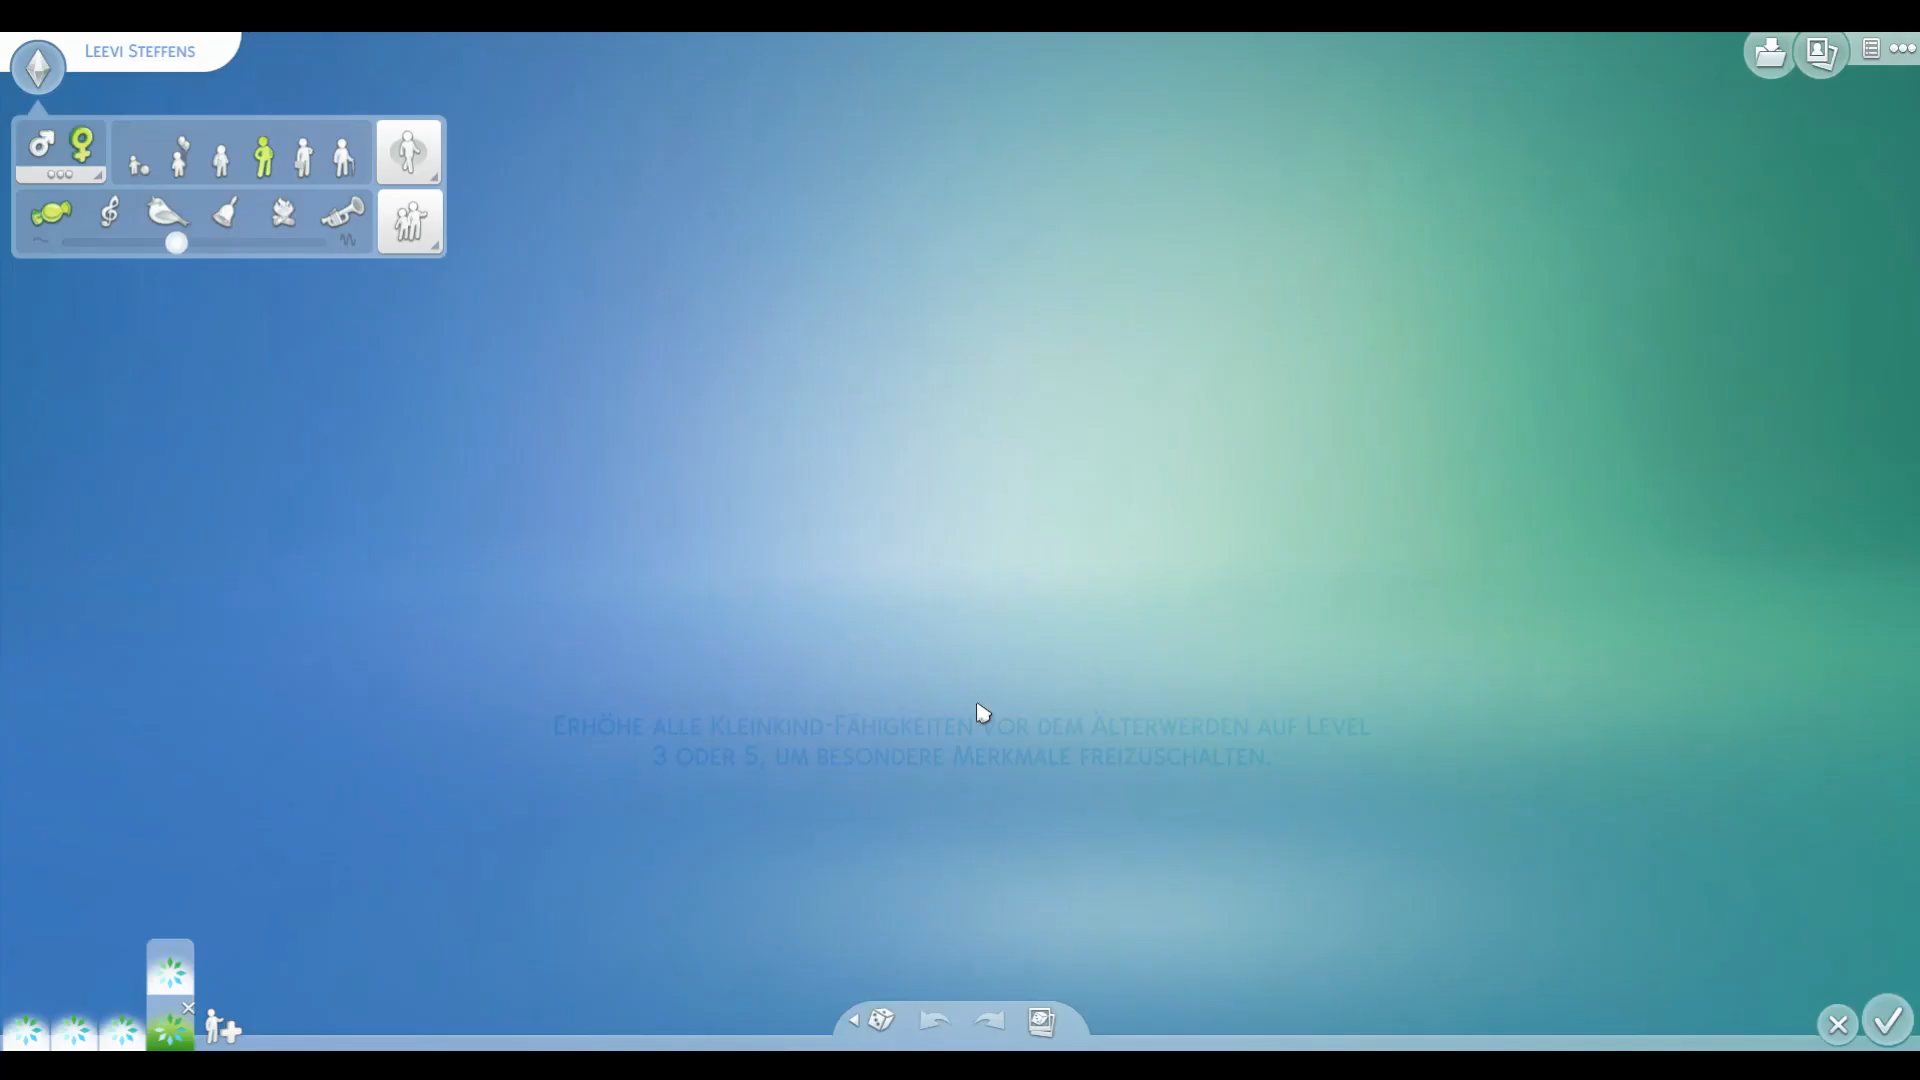 LEEVI STEFFENS
ERHÖHE ALLE KLEINKIND-FÄHIGKEITEN VOR DEM ÄLTERWERDEN AUF LEVEL
3 ODER 5, UM BESONDERE MERKMALE FREIZUSCHALTEN.